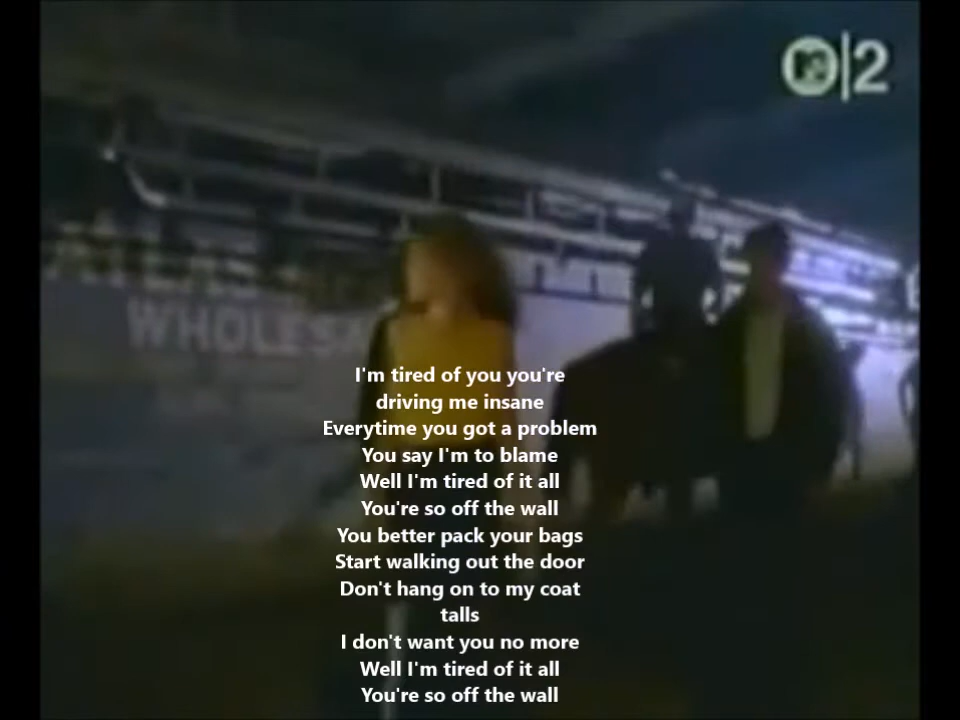 2
ATLAS
WHOLESA
I'm tired of you you're
driving me insane
Everytime you got a problem
You say I'm to blame
Well I'm tired of it all
You're so off the wall
You better pack your bags
Start walking out the door
Don't hang on to my coat
talls
I don't want you no more
Well I'm tired of it all
You're so off the wall